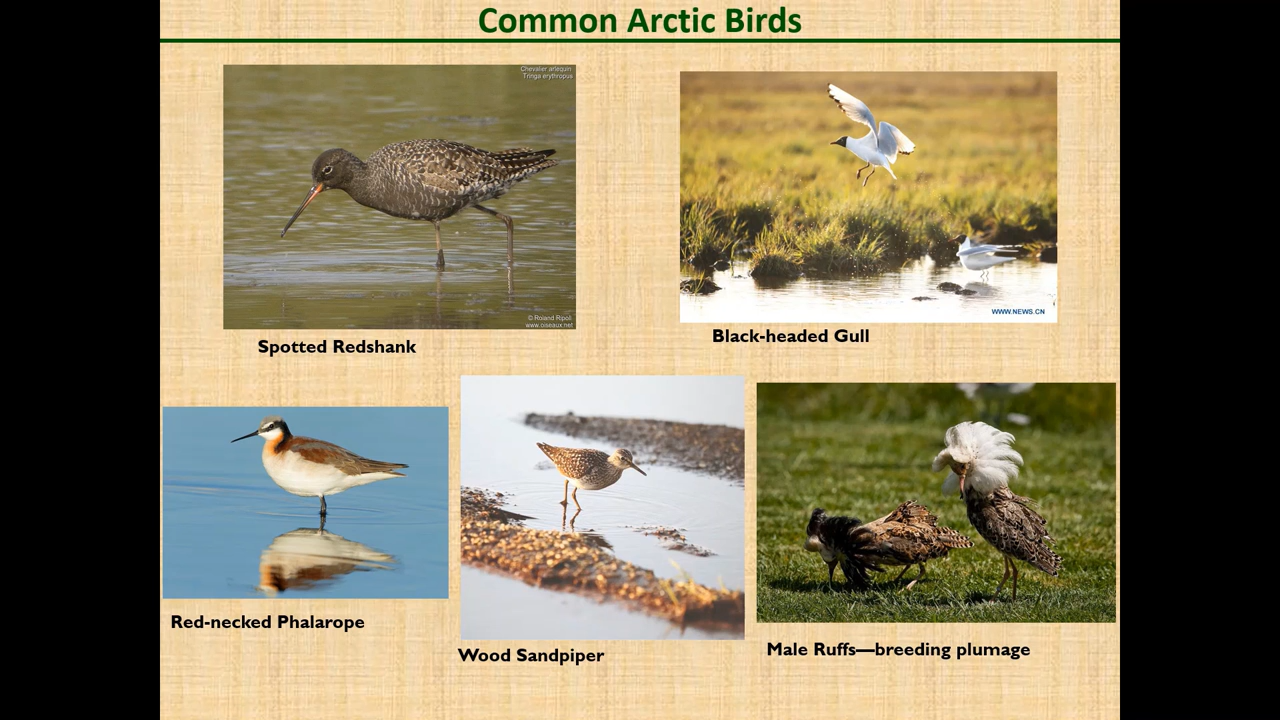 Common Arctic Birds
Chevalier arlequin
Tringa erythropus
© Roland Ripoll
www.oiseaux.net
WWW.NEWS.CN
Spotted Redshank
Black-headed Gull
Red-necked Phalarope
Wood Sandpiper
Male Ruffs—breeding plumage